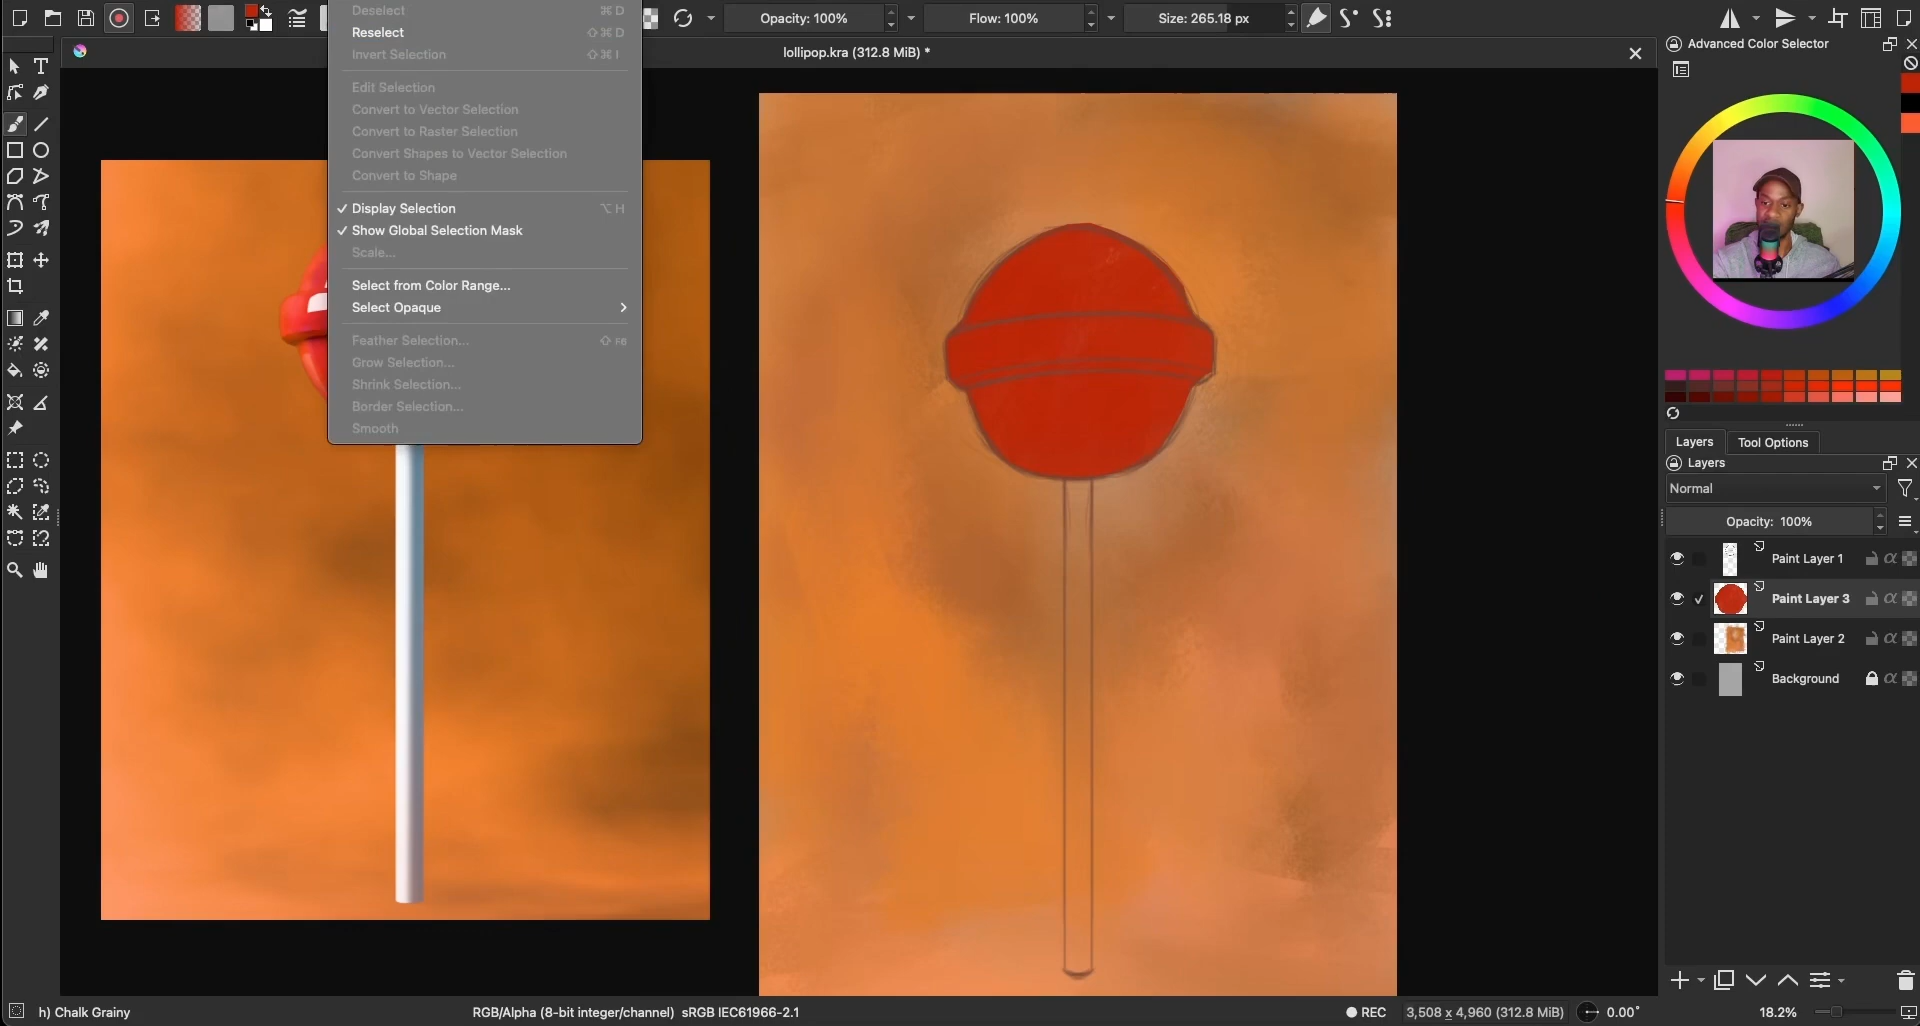 Deselect ⌘ D
Reselect ⇧ ⌘ D
Invert Selection ⇧ ⌘ I
Edit Selection
Convert to Vector Selection
Convert to Raster Selection
Convert Shapes to Vector Selection
Convert to Shape
✓ Display Selection ⌥ H
✓ Show Global Selection Mask
Scale...
Select from Color Range...
Select Opaque
Feather Selection... ⇧ F6
Grow Selection...
Shrink Selection...
Border Selection...
Smooth
Opacity: 100%
Flow: 100%
Size: 265.18 px
lollipop.kra (312.8 MiB) *
Advanced Color Selector
Layers
Tool Options
Layers
Normal
Opacity: 100%
Paint Layer 1
Paint Layer 3
Paint Layer 2
Background
h) Chalk Grainy
RGB/Alpha (8-bit integer/channel) sRGB IEC61966-2.1
REC
3,508 x 4,960 (312.8 MiB)
0.00°
18.2%